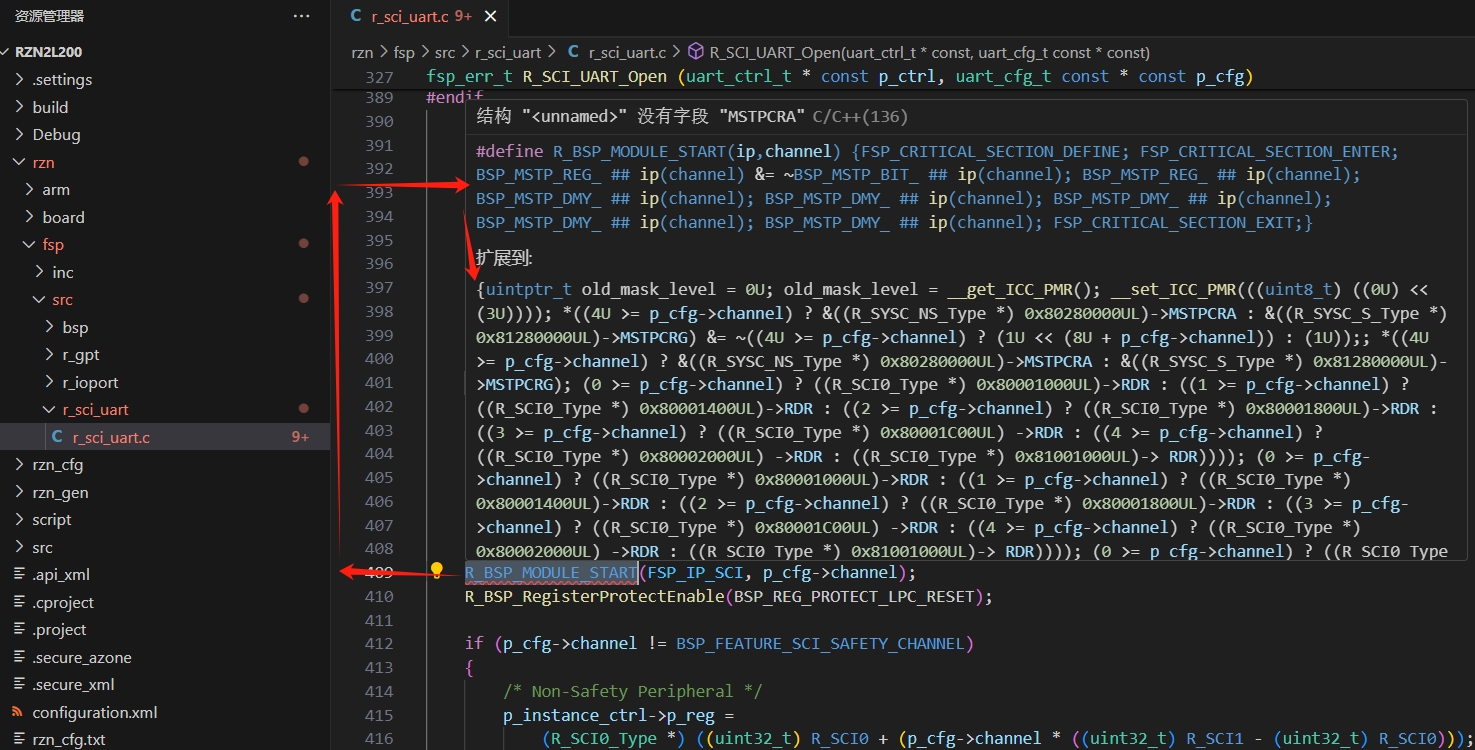 资源管理器
···
RZN2L200
.settings
build
Debug
rzn
arm
board
fsp
inc
src
bsp
r_gpt
r_ioport
r_sci_uart
C r_sci_uart.c 9+
rzn_cfg
rzn_gen
script
src
.api_xml
.cproject
.project
.secure_azone
.secure_xml
configuration.xml
rzn_cfg.txt
C r_sci_uart.c 9+
rzn > fsp > src > r_sci_uart > C r_sci_uart.c > R_SCI_UART_Open(uart_ctrl_t * const, uart_cfg_t const * const)
327 fsp_err_t R_SCI_UART_Open (uart_ctrl_t * const p_ctrl, uart_cfg_t const * const p_cfg)
389 #endif
390
391
392
393
394
395
396
397
398
399
400
401
402
403
404
405
406
407
408
结构 "<unnamed>" 没有字段 "MSTPCRA" C/C++(136)
#define R_BSP_MODULE_START(ip,channel) {FSP_CRITICAL_SECTION_DEFINE; FSP_CRITICAL_SECTION_ENTER;
BSP_MSTP_REG_ ## ip(channel) &= ~BSP_MSTP_BIT_ ## ip(channel); BSP_MSTP_REG_ ## ip(channel);
BSP_MSTP_DMY_ ## ip(channel); BSP_MSTP_DMY_ ## ip(channel); BSP_MSTP_DMY_ ## ip(channel);
BSP_MSTP_DMY_ ## ip(channel); BSP_MSTP_DMY_ ## ip(channel); FSP_CRITICAL_SECTION_EXIT;}
扩展到:
{uintptr_t old_mask_level = 0U; old_mask_level = __get_ICC_PMR(); __set_ICC_PMR(((uint8_t) ((0U) <<
(3U)))); *((4U >= p_cfg->channel) ? &((R_SYSC_NS_Type *) 0x80280000UL)->MSTPCRA : &((R_SYSC_S_Type *)
0x81280000UL)->MSTPCRG) &= ~((4U >= p_cfg->channel) ? (1U << (8U + p_cfg->channel)) : (1U));; *((4U
>= p_cfg->channel) ? &((R_SYSC_NS_Type *) 0x80280000UL)->MSTPCRA : &((R_SYSC_S_Type *) 0x81280000UL)-
>MSTPCRG); (0 >= p_cfg->channel) ? ((R_SCI0_Type *) 0x80001000UL)->RDR : ((1 >= p_cfg->channel) ?
((R_SCI0_Type *) 0x80001400UL)->RDR : ((2 >= p_cfg->channel) ? ((R_SCI0_Type *) 0x80001800UL)->RDR :
((3 >= p_cfg->channel) ? ((R_SCI0_Type *) 0x80001C00UL) ->RDR : ((4 >= p_cfg->channel) ?
((R_SCI0_Type *) 0x80002000UL) ->RDR : ((R_SCI0_Type *) 0x81001000UL)-> RDR)))); (0 >= p_cfg-
>channel) ? ((R_SCI0_Type *) 0x80001000UL)->RDR : ((1 >= p_cfg->channel) ? ((R_SCI0_Type *)
0x80001400UL)->RDR : ((2 >= p_cfg->channel) ? ((R_SCI0_Type *) 0x80001800UL)->RDR : ((3 >= p_cfg-
>channel) ? ((R_SCI0_Type *) 0x80001C00UL) ->RDR : ((4 >= p_cfg->channel) ? ((R_SCI0_Type *)
0x80002000UL) ->RDR : ((R_SCI0_Type *) 0x81001000UL)-> RDR)))); (0 >= p_cfg->channel) ? ((R_SCI0_Type
409 R_BSP_MODULE_START(FSP_IP_SCI, p_cfg->channel);
410 R_BSP_RegisterProtectEnable(BSP_REG_PROTECT_LPC_RESET);
411
412 if (p_cfg->channel != BSP_FEATURE_SCI_SAFETY_CHANNEL)
413 {
414 /* Non-Safety Peripheral */
415 p_instance_ctrl->p_reg =
416 (R_SCI0_Type *) ((uint32_t) R_SCI0 + (p_cfg->channel * ((uint32_t) R_SCI1 - (uint32_t) R_SCI0)));